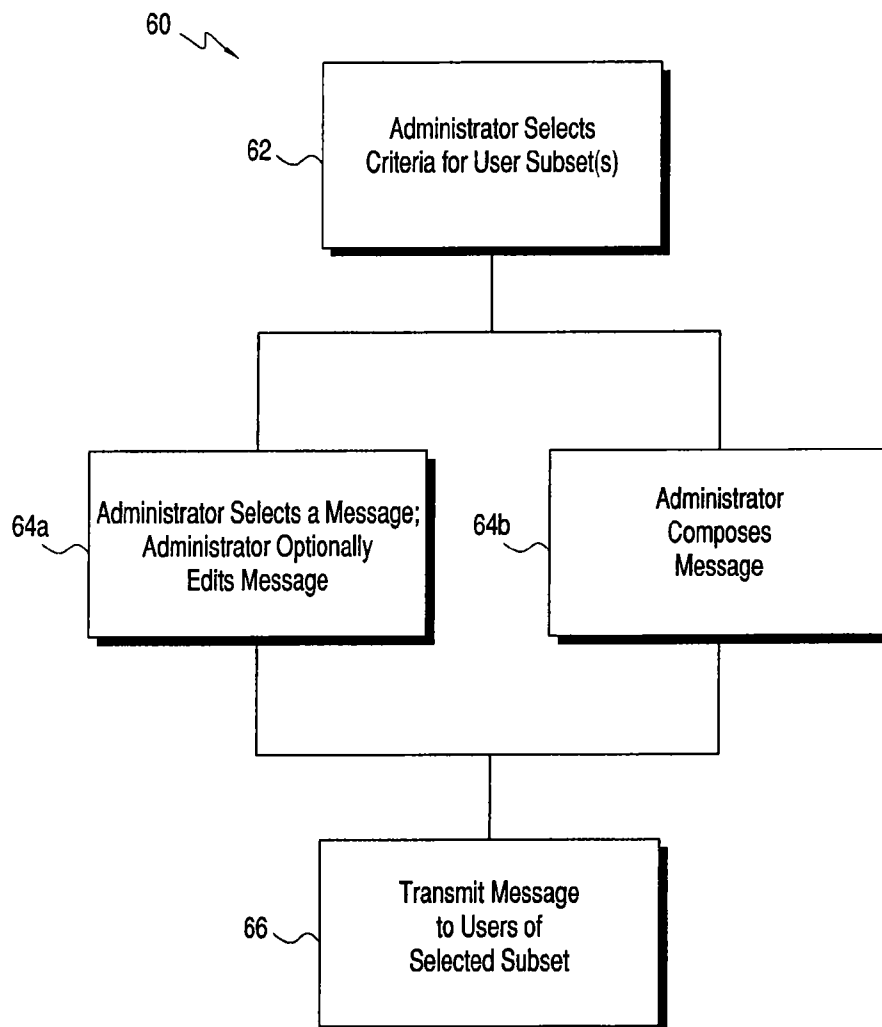 60
Administrator Selects
Criteria for User Subset(s)
62
Administrator Selects a Message;
Administrator Optionally
Edits Message
64a
Administrator
Composes
Message
64b
Transmit Message
to Users of
Selected Subset
66